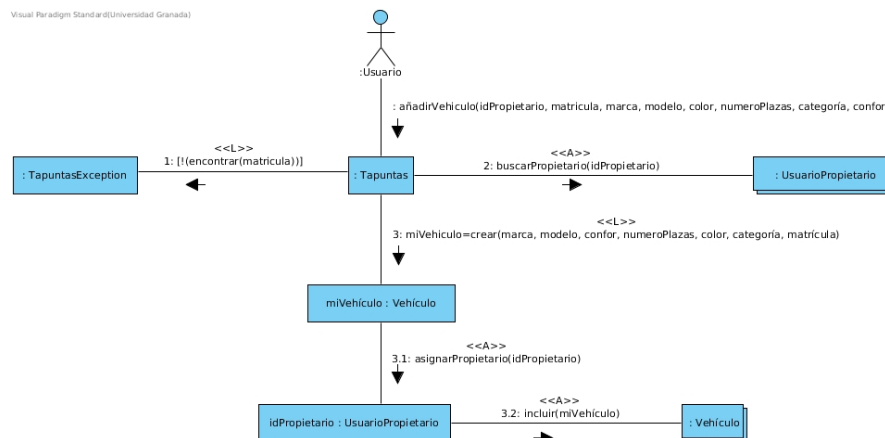 Visual Paradigm Standard(Universidad Granada)
:Usuario
: añadirVehiculo(idPropietario, matricula, marca, modelo, color, numeroPlazas, categoría, confor
<<L>>
1: [!(encontrar(matricula))]
<<A>>
2: buscarPropietario(idPropietario)
: TapuntasException
: Tapuntas
: UsuarioPropietario
<<L>>
3: miVehiculo=crear(marca, modelo, confor, numeroPlazas, color, categoría, matrícula)
miVehículo : Vehículo
<<A>>
3.1: asignarPropietario(idPropietario)
<<A>>
3.2: incluir(miVehículo)
idPropietario : UsuarioPropietario
: Vehículo